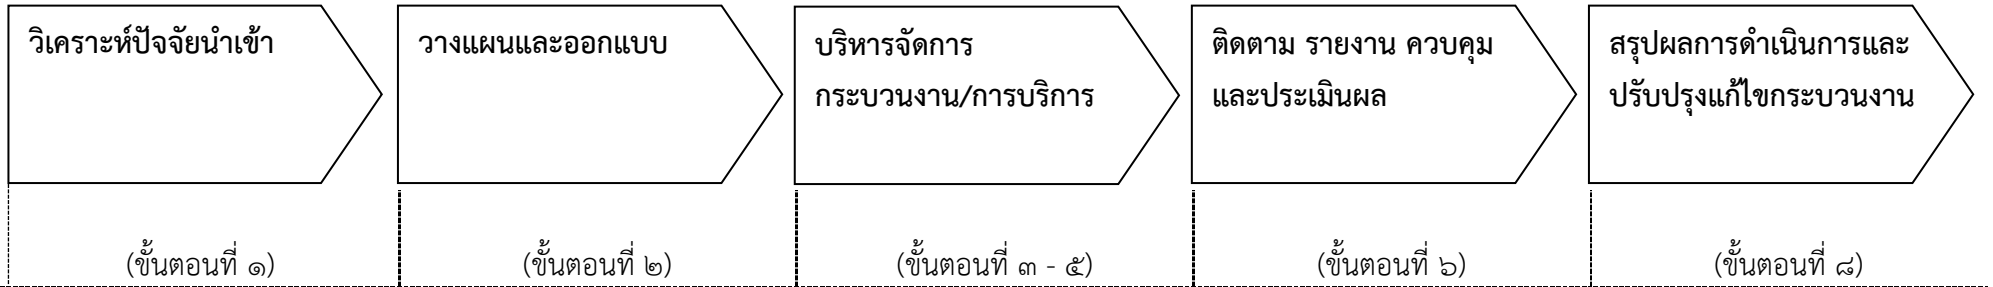 วิเคราะห์ปัจจัยนำเข้า
วางแผนและออกแบบ
บริหารจัดการ
กระบวนงาน/การบริการ
ติดตาม รายงาน ควบคุม
และประเมินผล
สรุปผลการดำเนินการและ
ปรับปรุงแก้ไขกระบวนงาน
(ขั้นตอนที่ ๑)
(ขั้นตอนที่ ๒)
(ขั้นตอนที่ ๓ - ๕)
(ขั้นตอนที่ ๖)
(ขั้นตอนที่ ๘)